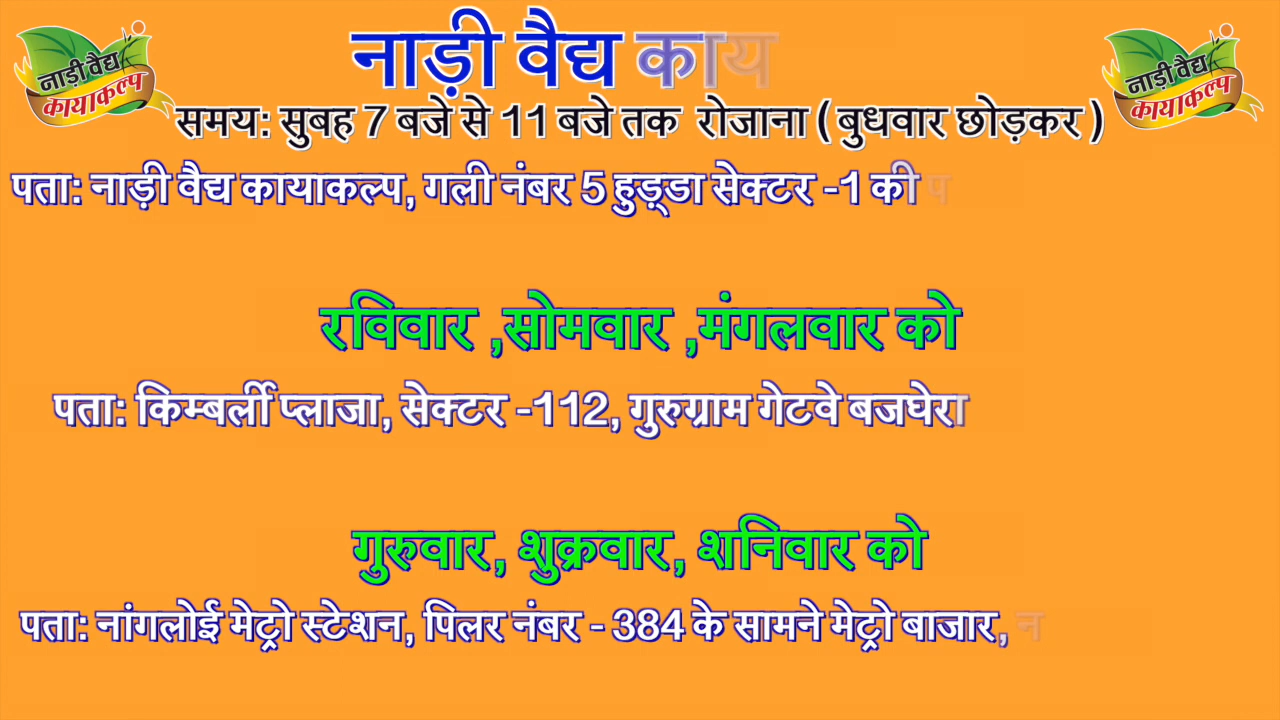 नाड़ी वैद्य काय
नाड़ी वैद्य
कायाकल्प
नाड़ी वैद्य
कायाकल्प
समय: सुबह 7 बजे से 11 बजे तक रोजाना ( बुधवार छोड़कर )
पता: नाड़ी वैद्य कायाकल्प, गली नंबर 5 हुड्डा सेक्टर -1 की प
रविवार ,सोमवार ,मंगलवार को
पता: किम्बर्ली प्लाजा, सेक्टर -112, गुरुग्राम गेटवे बजघेरा
गुरुवार, शुक्रवार, शनिवार को
पता: नांगलोई मेट्रो स्टेशन, पिलर नंबर - 384 के सामने मेट्रो बाजार, न